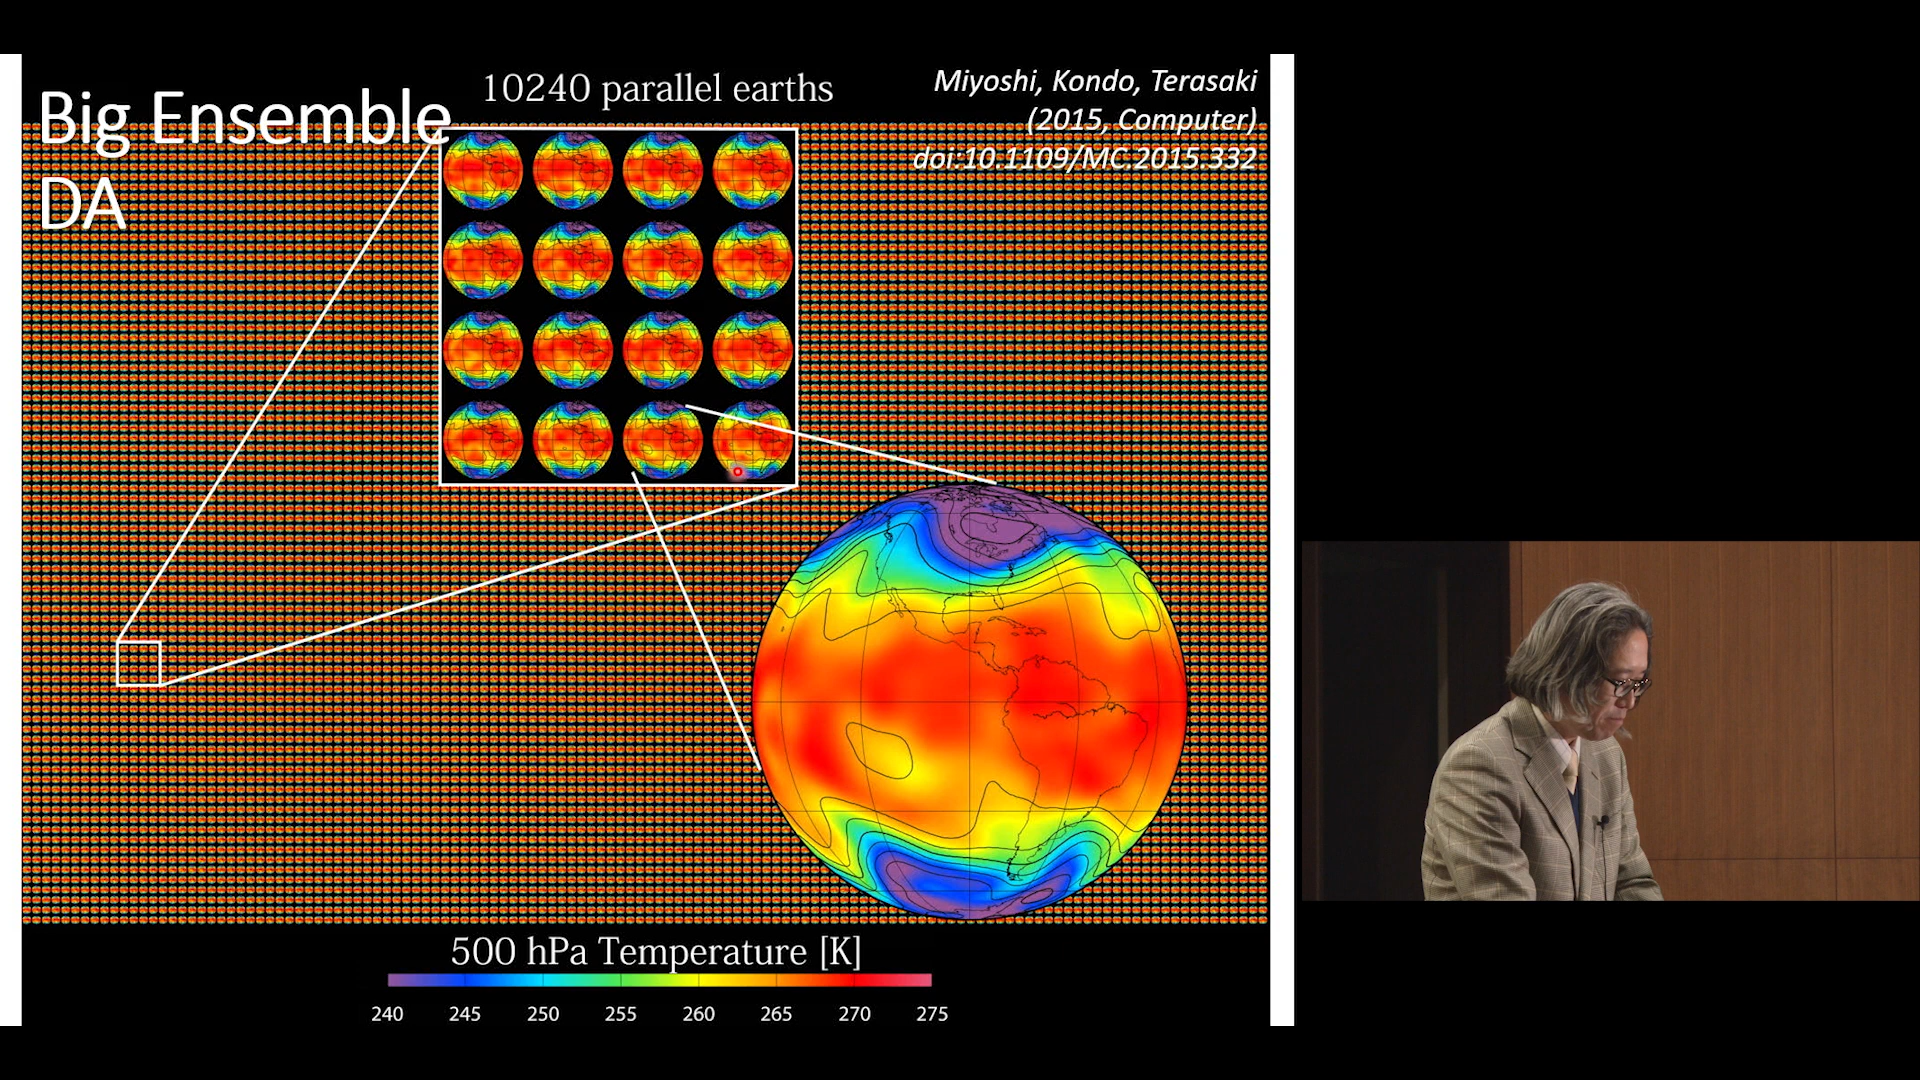 Big Ensemble
DA
10240 parallel earths
Miyoshi, Kondo, Terasaki
(2015, Computer)
doi:10.1109/MC.2015.332
500 hPa Temperature [K]
240 245 250 255 260 265 270 275